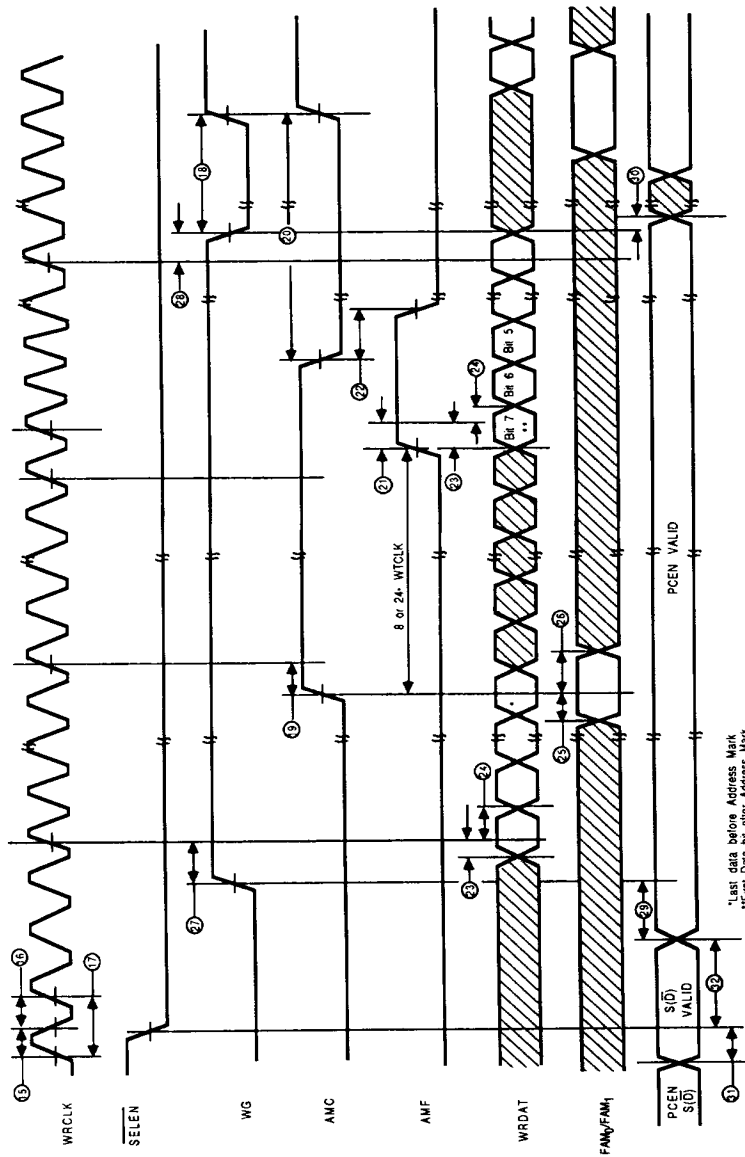 WRCLK
15
16
17
SELEN
WG
27
18
28
AMC
19
20
AMF
8 or 24· WTCLK
21
22
WRDAT
23
24
*
23
Bit 7
**
24
Bit 6
Bit 5
FAM0/FAM1
25
26
PCEN
S(D)
S(D)
VALID
PCEN VALID
31
32
29
30
*Last data before Address Mark